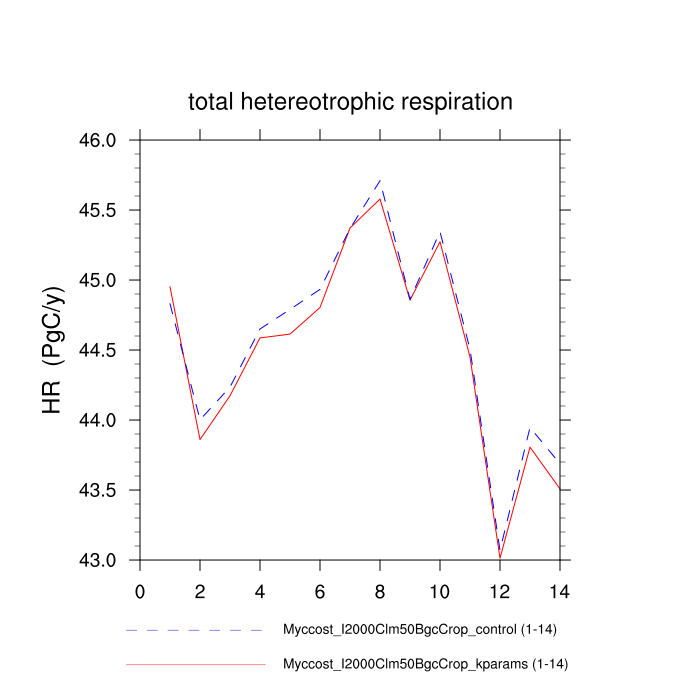 total hetereotrophic respiration
46.0
45.5
45.0
44.5
44.0
43.5
43.0
HR (PgC/y)
0 2 4 6 8 10 12 14
Myccost_I2000Clm50BgcCrop_control (1-14)
Myccost_I2000Clm50BgcCrop_kparams (1-14)